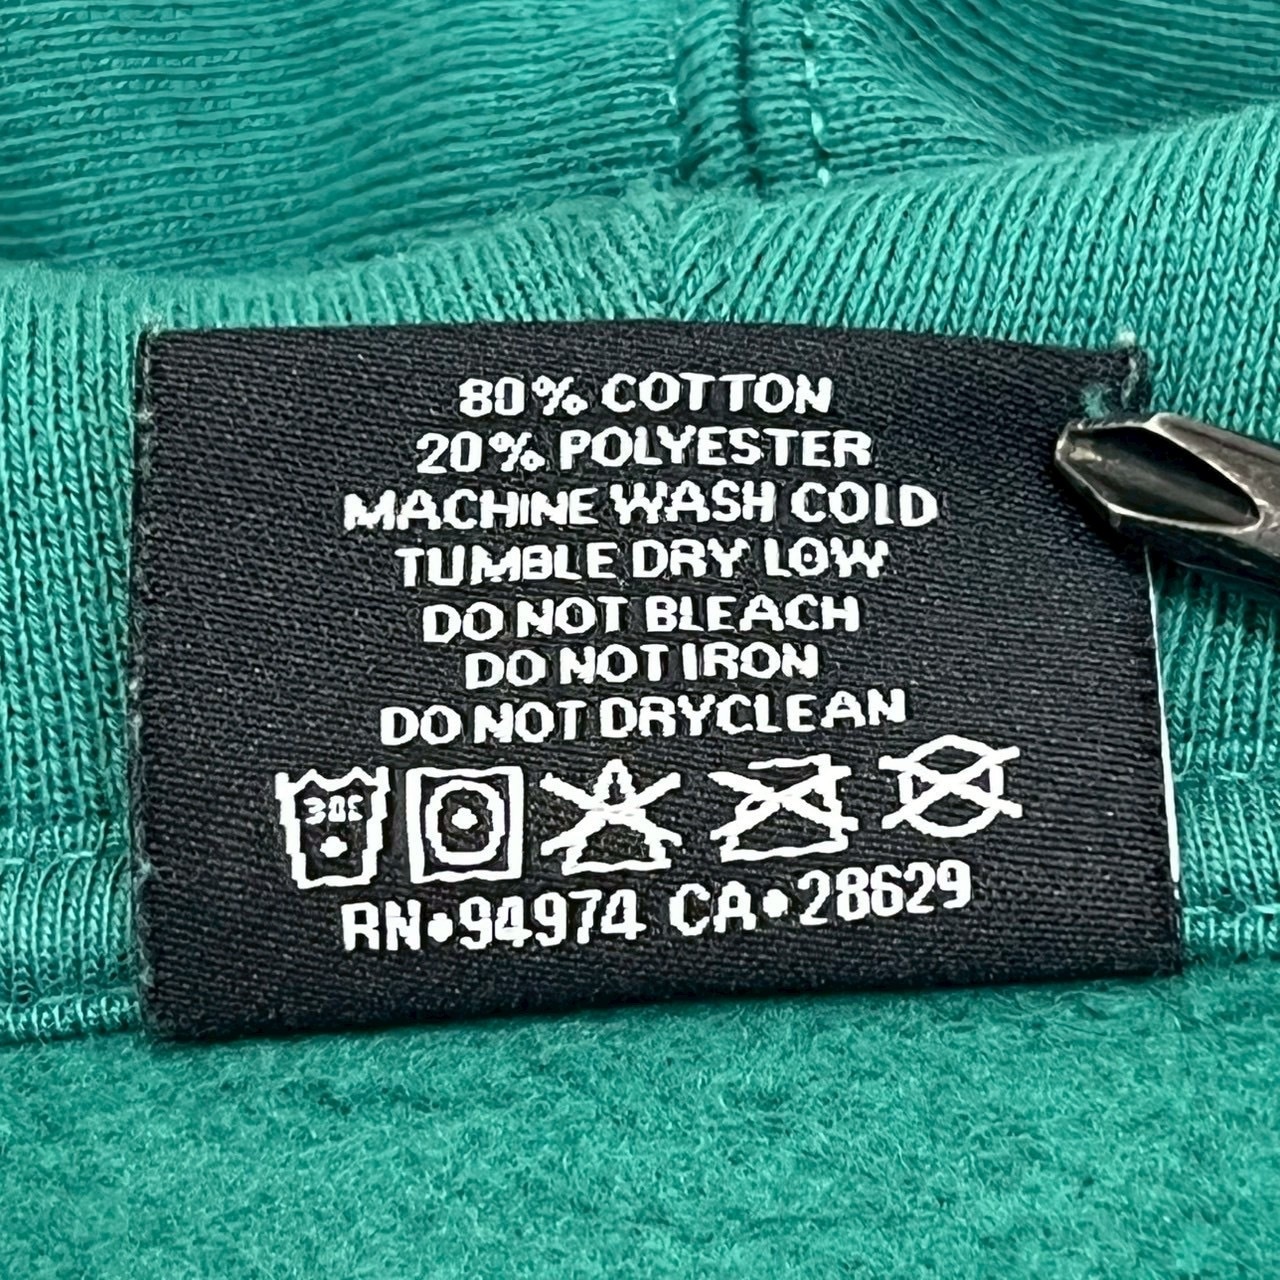 80% COTTON
20% POLYESTER
MACHINE WASH COLD
TUMBLE DRY LOW
DO NOT BLEACH
DO NOT IRON
DO NOT DRYCLEAN
30C
RN•94974 CA•28629